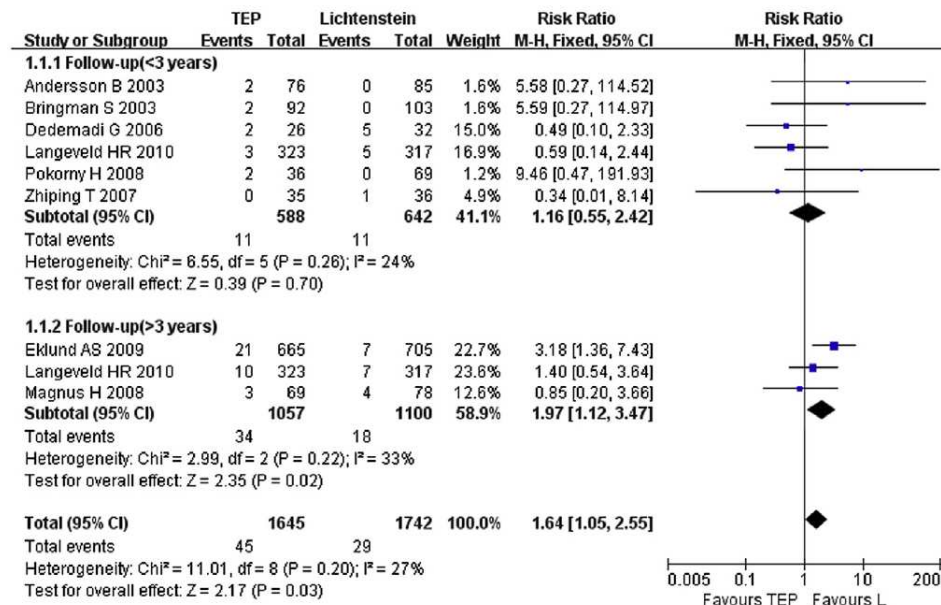 TEP Lichtenstein Risk Ratio Risk Ratio
Study or Subgroup Events Total Events Total Weight M-H, Fixed, 95% CI M-H, Fixed, 95% CI
1.1.1 Follow-up(<3 years)
Andersson B 2003 2 76 0 85 1.6% 5.58 [0.27, 114.52]
Bringman S 2003 2 92 0 103 1.6% 5.59 [0.27, 114.97]
Dedemadi G 2006 2 26 5 32 15.0% 0.49 [0.10, 2.33]
Langeveld HR 2010 3 323 5 317 16.9% 0.59 [0.14, 2.44]
Pokorny H 2008 2 36 0 69 1.2% 9.46 [0.47, 191.93]
Zhiping T 2007 0 35 1 36 4.9% 0.34 [0.01, 8.14]
Subtotal (95% CI) 588 642 41.1% 1.16 [0.55, 2.42]
Total events 11 11
Heterogeneity: Chi² = 6.55, df = 5 (P = 0.26); I² = 24%
Test for overall effect: Z = 0.39 (P = 0.70)
1.1.2 Follow-up(>3 years)
Eklund AS 2009 21 665 7 705 22.7% 3.18 [1.36, 7.43]
Langeveld HR 2010 10 323 7 317 23.6% 1.40 [0.54, 3.64]
Magnus H 2008 3 69 4 78 12.6% 0.85 [0.20, 3.66]
Subtotal (95% CI) 1057 1100 58.9% 1.97 [1.12, 3.47]
Total events 34 18
Heterogeneity: Chi² = 2.99, df = 2 (P = 0.22); I² = 33%
Test for overall effect: Z = 2.35 (P = 0.02)
Total (95% CI) 1645 1742 100.0% 1.64 [1.05, 2.55]
Total events 45 29
Heterogeneity: Chi² = 11.01, df = 8 (P = 0.20); I² = 27%
Test for overall effect: Z = 2.17 (P = 0.03)
0.005 0.1 1 10 200
Favours TEP Favours L